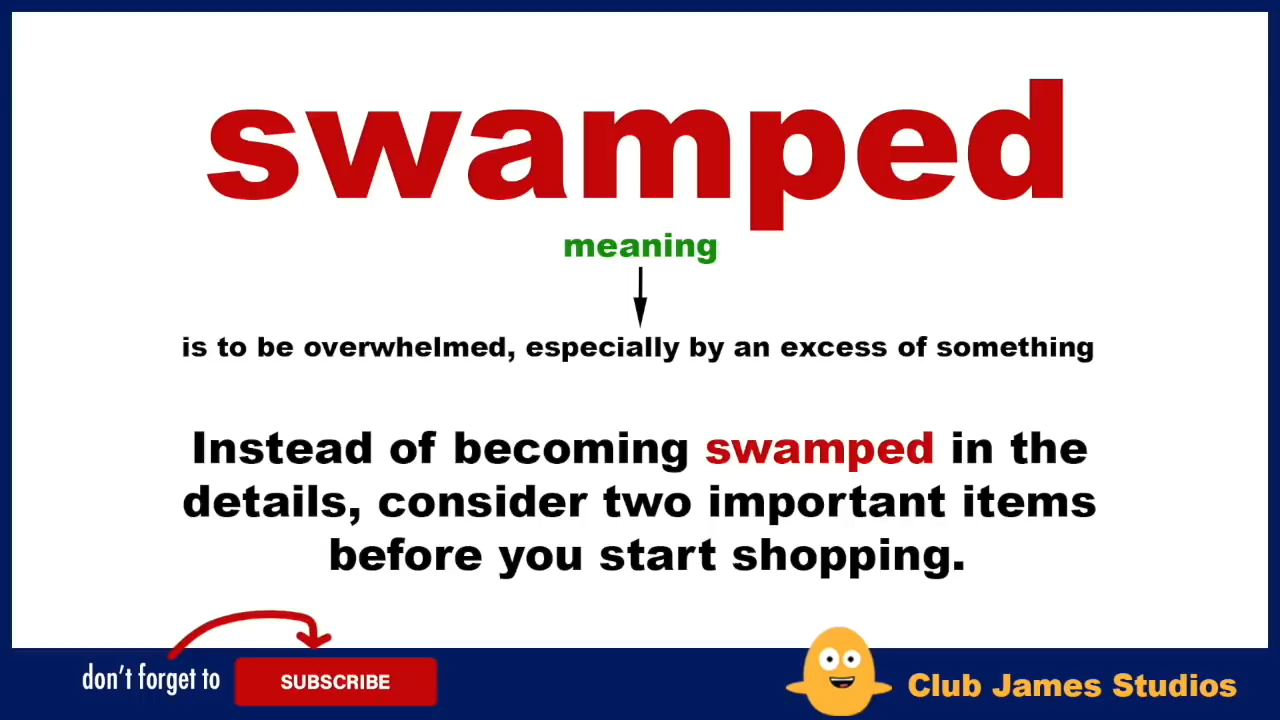 swamped
meaning
is to be overwhelmed, especially by an excess of something
Instead of becoming swamped in the
details, consider two important items
before you start shopping.
don't forget to SUBSCRIBE
Club James Studios